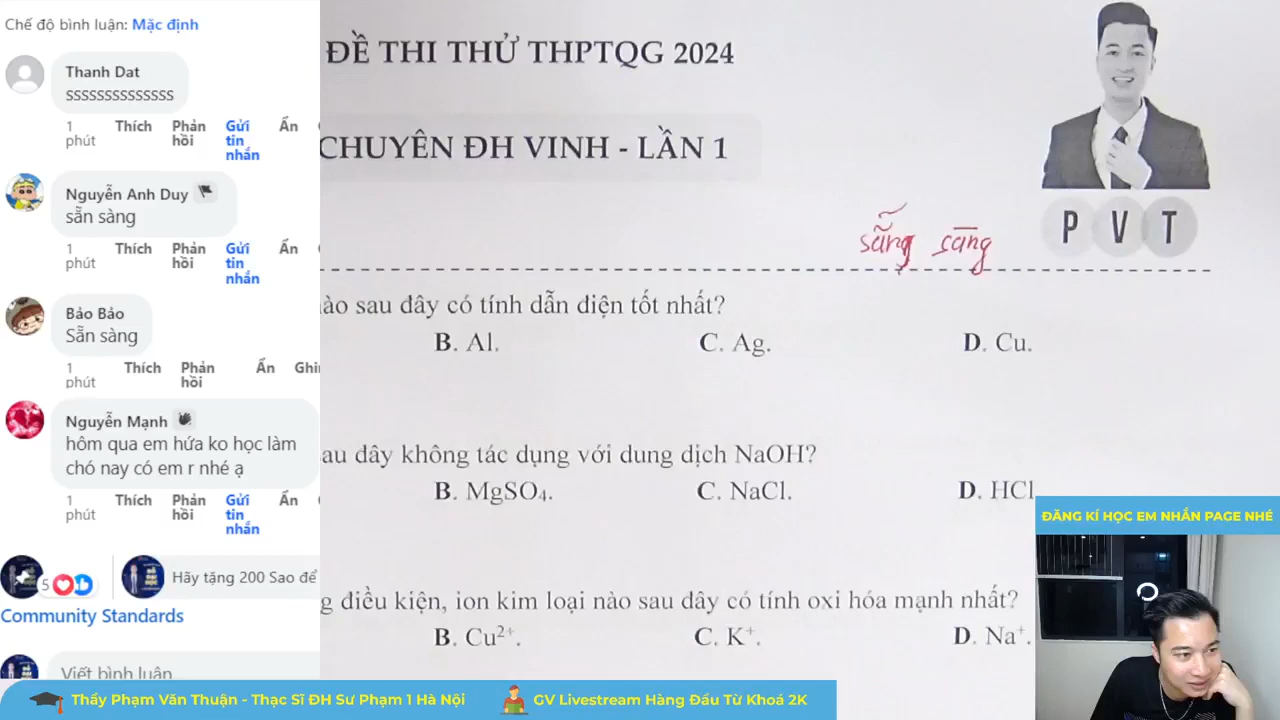 Chế độ bình luận: Mặc định
Thanh Dat
SSSSSSSSSSSSSS
1 phút Thích Phản hồi Gửi tin nhắn Ẩn
Nguyễn Anh Duy
sẵn sàng
1 phút Thích Phản hồi Gửi tin nhắn Ẩn
Bảo Bảo
Sẵn sàng
1 phút Thích Phản hồi Ẩn Ghi
Nguyễn Mạnh
hôm qua em hứa ko học làm
chó nay có em r nhé ạ
1 phút Thích Phản hồi Gửi tin nhắn Ẩn
5
Hãy tặng 200 Sao để
Community Standards
Viết bình luận
ĐỀ THI THỬ THPTQG 2024
CHUYÊN ĐH VINH - LẦN 1
P V T
sẵng sang
ào sau đây có tính dẫn điện tốt nhất?
B. Al. C. Ag. D. Cu.
au đây không tác dụng với dung dịch NaOH?
B. MgSO₄. C. NaCl. D. HCl
g điều kiện, ion kim loại nào sau đây có tính oxi hóa mạnh nhất?
B. Cu²⁺. C. K⁺. D. Na⁺.
ĐĂNG KÍ HỌC EM NHẮN PAGE NHÉ
Thầy Phạm Văn Thuận - Thạc Sĩ ĐH Sư Phạm 1 Hà Nội
GV Livestream Hàng Đầu Từ Khoá 2K